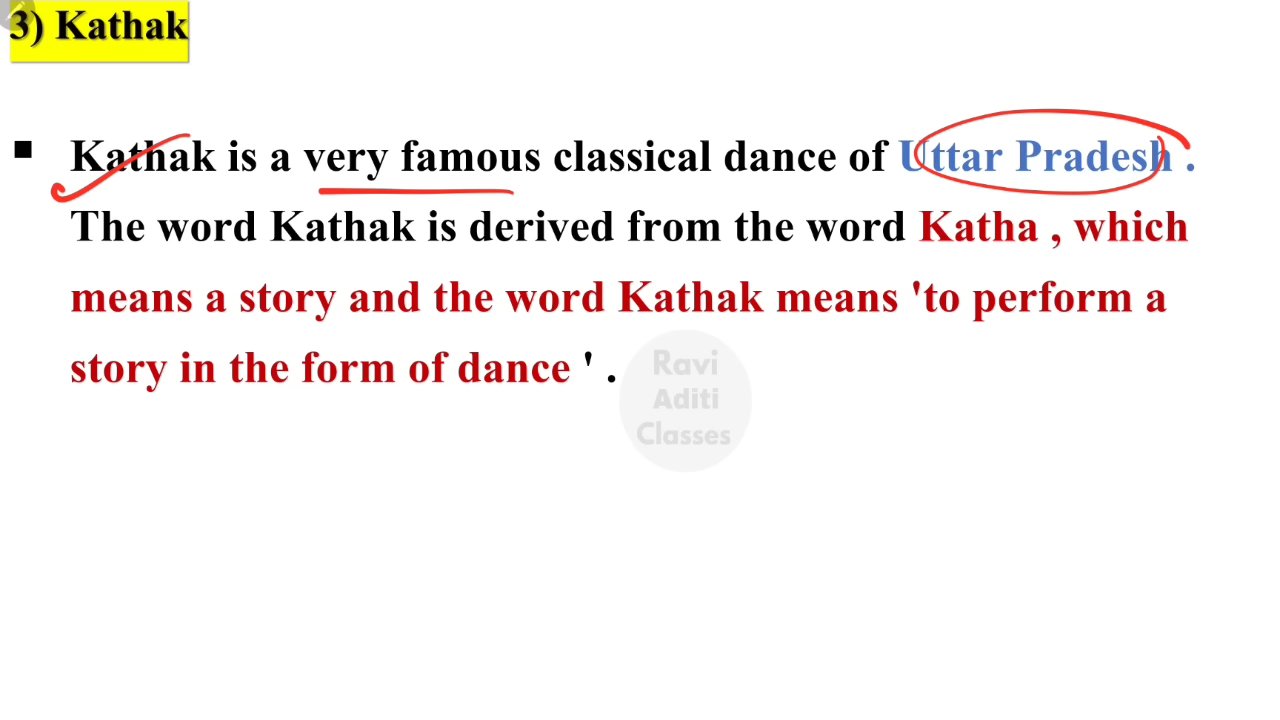 3) Kathak
▪ Kathak is a very famous classical dance of Uttar Pradesh .
The word Kathak is derived from the word Katha , which
means a story and the word Kathak means 'to perform a
story in the form of dance ' .
Ravi
Aditi
Classes